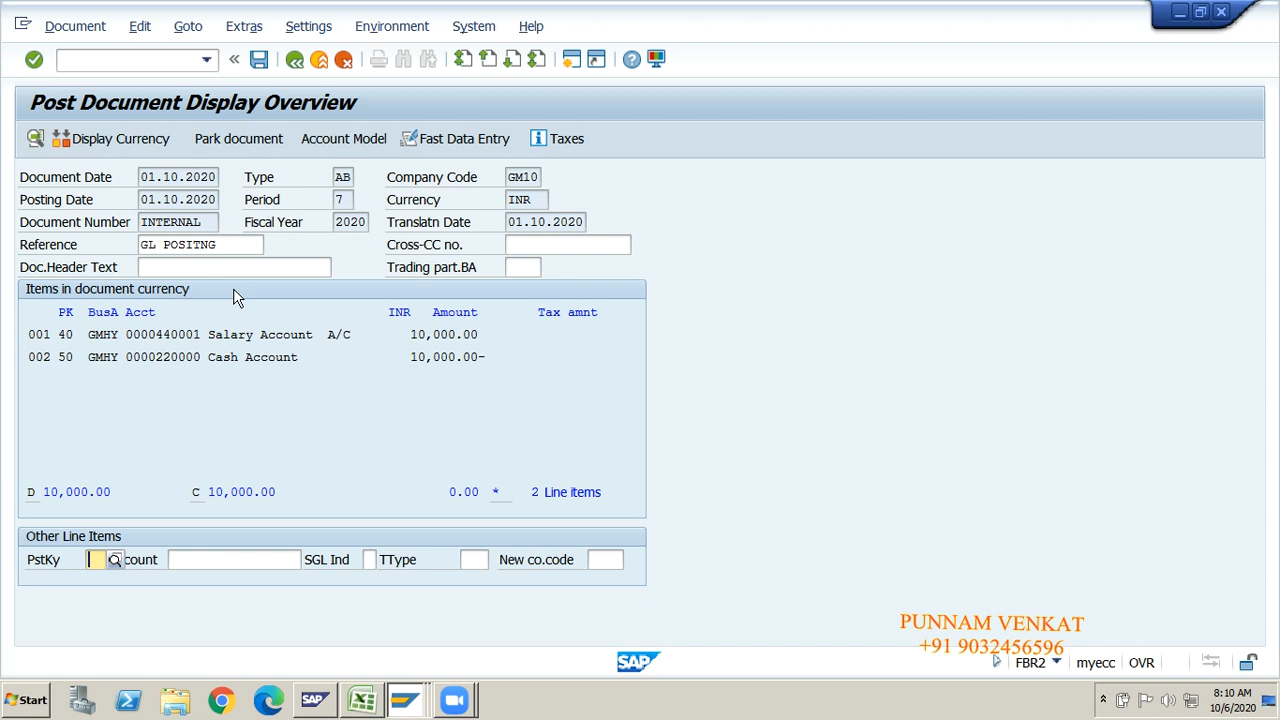 Document Edit Goto Extras Settings Environment System Help
Post Document Display Overview
Display Currency Park document Account Model Fast Data Entry Taxes
Document Date 01.10.2020 Type AB Company Code GM10
Posting Date 01.10.2020 Period 7 Currency INR
Document Number INTERNAL Fiscal Year 2020 Translatn Date 01.10.2020
Reference GL POSITNG Cross-CC no.
Doc.Header Text Trading part.BA
Items in document currency
PK BusA Acct INR Amount Tax amnt
001 40 GMHY 0000440001 Salary Account A/C 10,000.00
002 50 GMHY 0000220000 Cash Account 10,000.00-
D 10,000.00 C 10,000.00 0.00 * 2 Line items
Other Line Items
PstKy count SGL Ind TType New co.code
PUNNAM VENKAT
+91 9032456596
SAP FBR2 myecc OVR
Start SAP 8:10 AM
10/6/2020